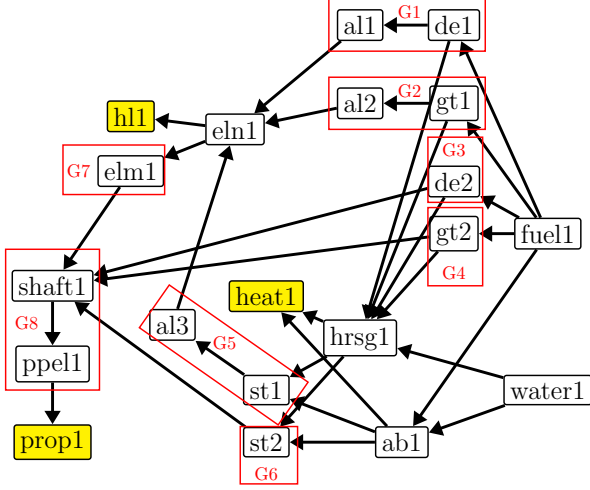 al1 G1 de1
al2 G2 gt1
hl1 eln1
G3
G7 elm1 de2
gt2 fuel1
G4
shaft1 heat1
G8 al3 G5 hrsg1
ppel1
st1 water1
prop1 st2 ab1
G6